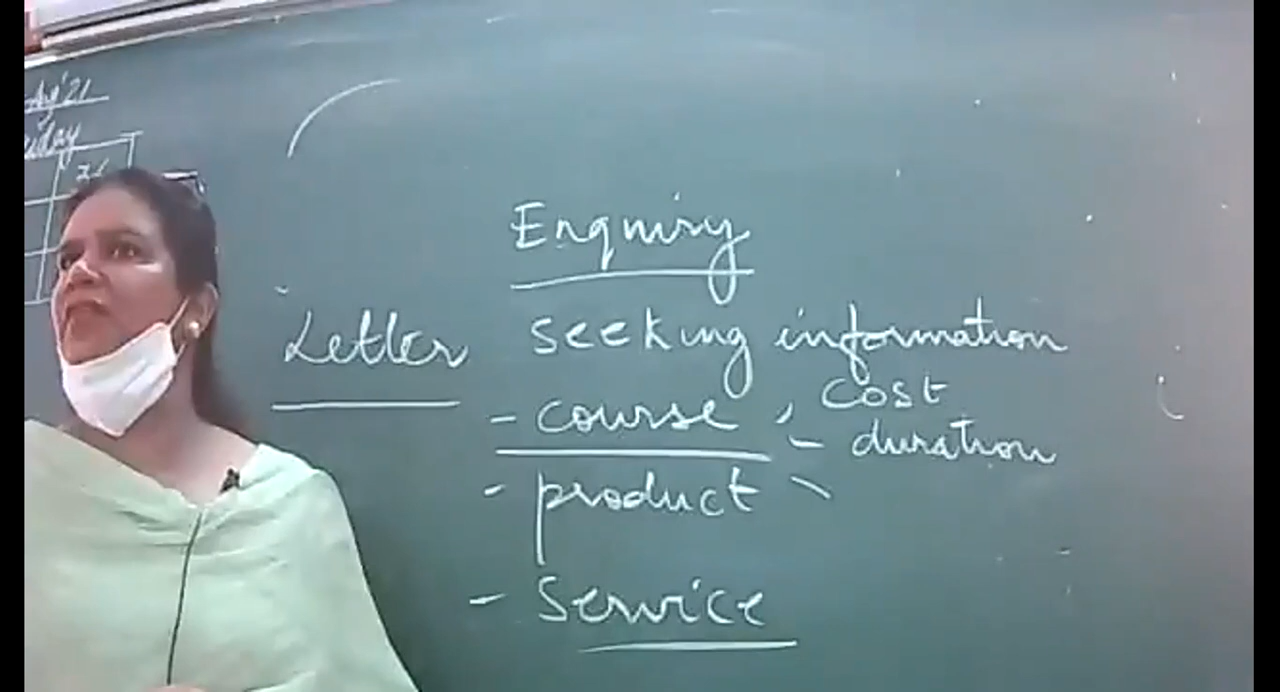 Enquiry
Letter seeking information
- course , cost
- duration
- product
- Service